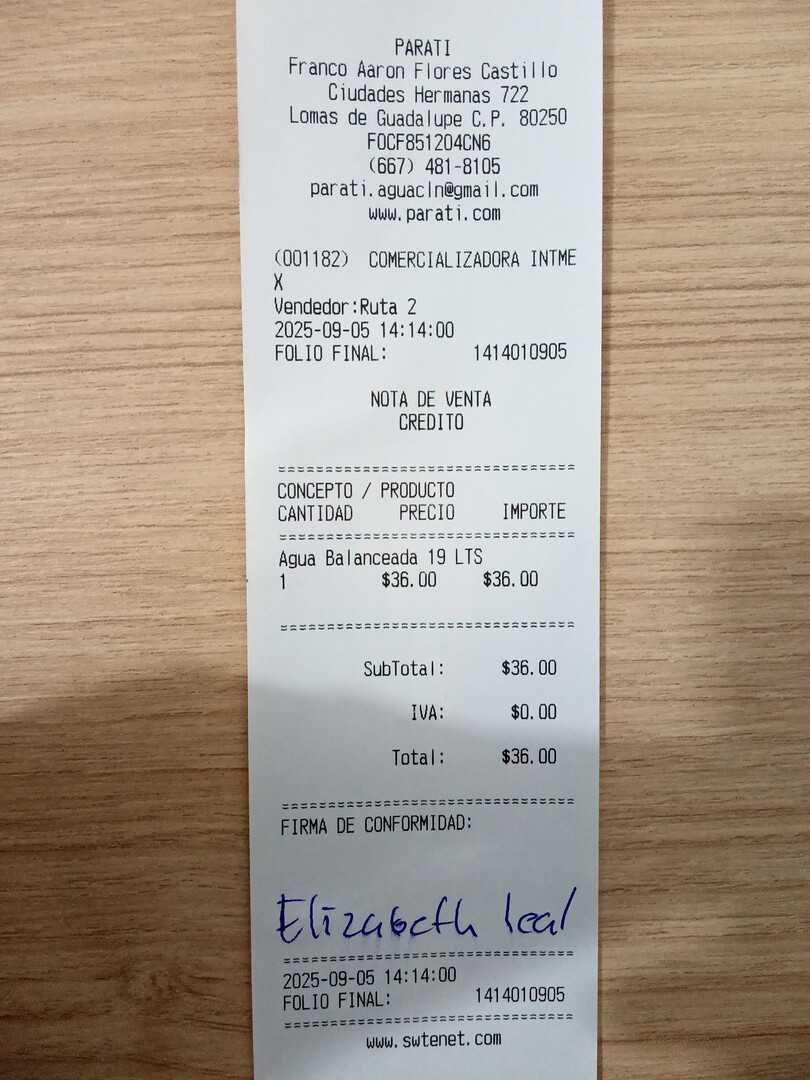 PARATI
Franco Aaron Flores Castillo
Ciudades Hermanas 722
Lomas de Guadalupe C.P. 80250
FOCF851204CN6
(667) 481-8105
parati.aguacln@gmail.com
www.parati.com
(001182) COMERCIALIZADORA INTME
X
Vendedor:Ruta 2
2025-09-05 14:14:00
FOLIO FINAL: 1414010905
NOTA DE VENTA
CREDITO
================================
CONCEPTO / PRODUCTO
CANTIDAD PRECIO IMPORTE
================================
Agua Balanceada 19 LTS
1 $36.00 $36.00
================================
SubTotal: $36.00
IVA: $0.00
Total: $36.00
================================
FIRMA DE CONFORMIDAD:
Elizabeth leal
================================
2025-09-05 14:14:00
FOLIO FINAL: 1414010905
================================
www.swtenet.com